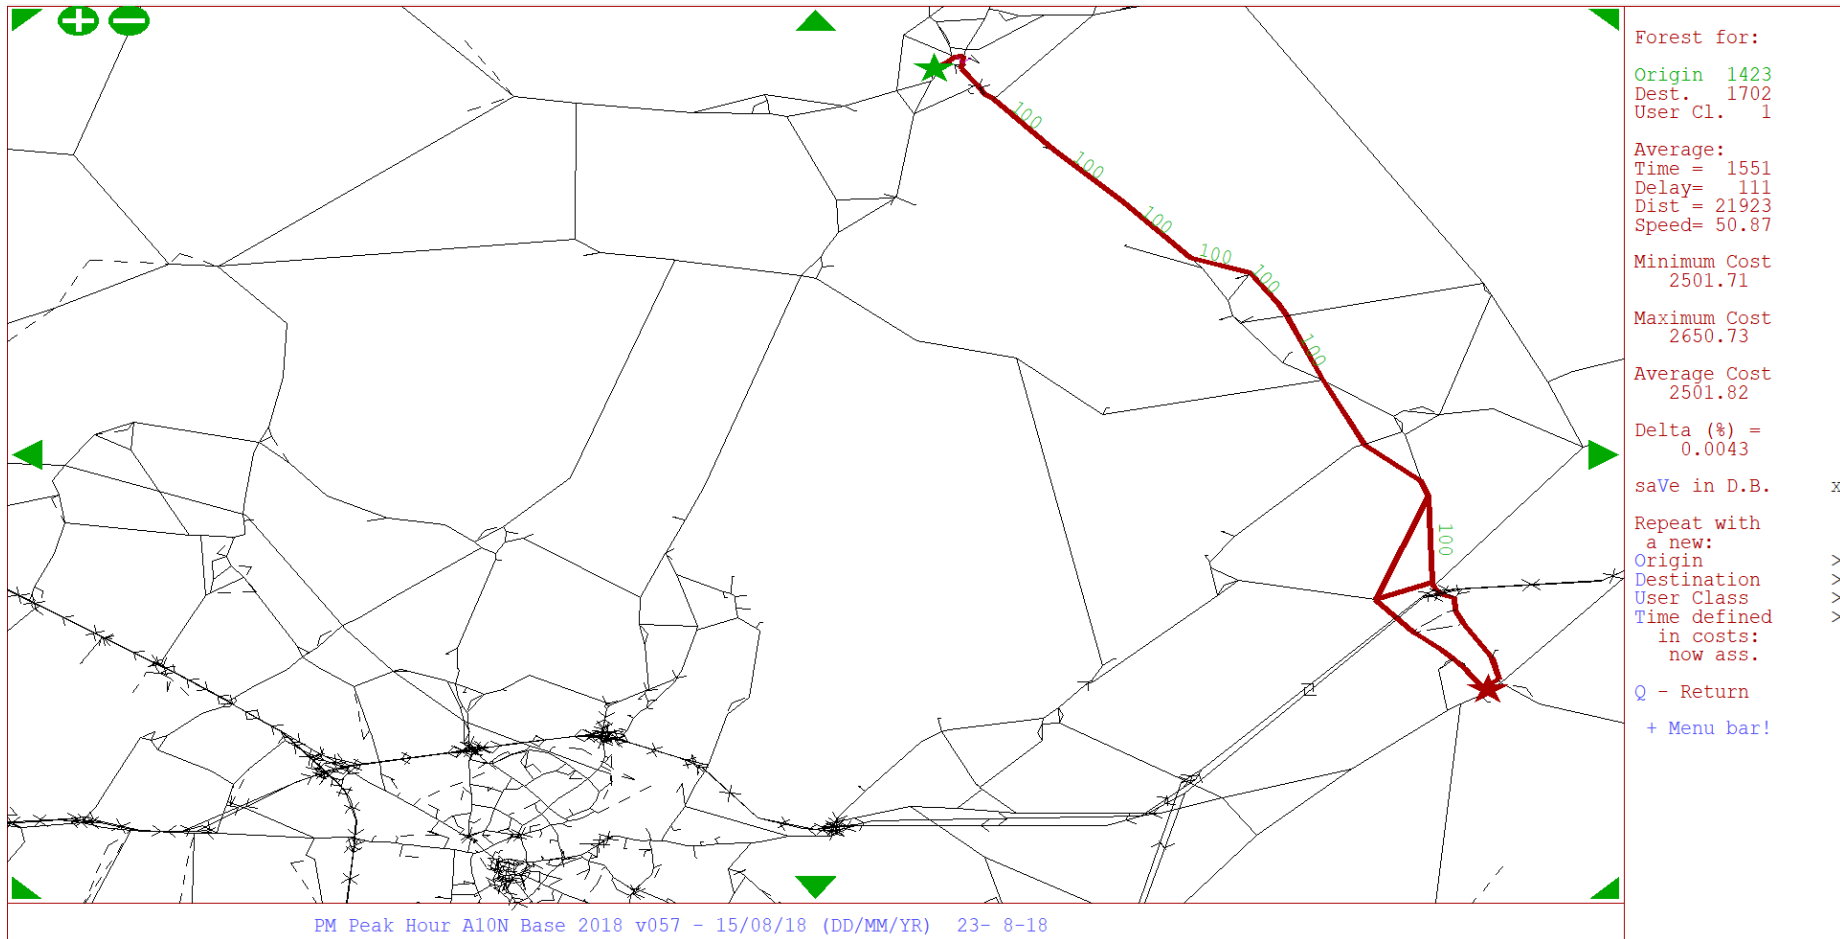 Forest for:
Origin 1423
Dest. 1702
User Cl. 1
Average:
Time = 1551
Delay= 111
Dist = 21923
Speed= 50.87
Minimum Cost
2501.71
Maximum Cost
2650.73
Average Cost
2501.82
Delta (%) =
0.0043
saVe in D.B. x
Repeat with
a new:
Origin >
Destination >
User Class >
Time defined >
in costs:
now ass.
Q - Return
+ Menu bar!
100
100
100
100
100
100
100
PM Peak Hour A10N Base 2018 v057 - 15/08/18 (DD/MM/YR) 23- 8-18